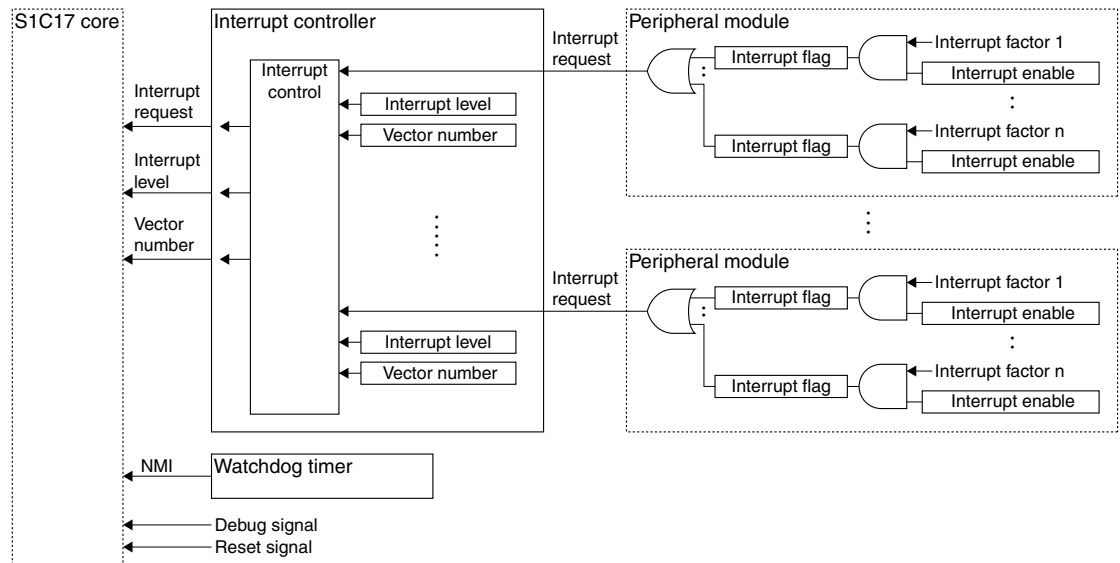 S1C17 core
Interrupt controller
Peripheral module
Interrupt
request
Interrupt flag
Interrupt factor 1
Interrupt enable
Interrupt
control
Interrupt level
Vector number
Interrupt flag
Interrupt factor n
Interrupt enable
Interrupt
request
Interrupt
level
Vector
number
Peripheral module
Interrupt
request
Interrupt flag
Interrupt factor 1
Interrupt enable
Interrupt level
Vector number
Interrupt flag
Interrupt factor n
Interrupt enable
NMI
Watchdog timer
Debug signal
Reset signal